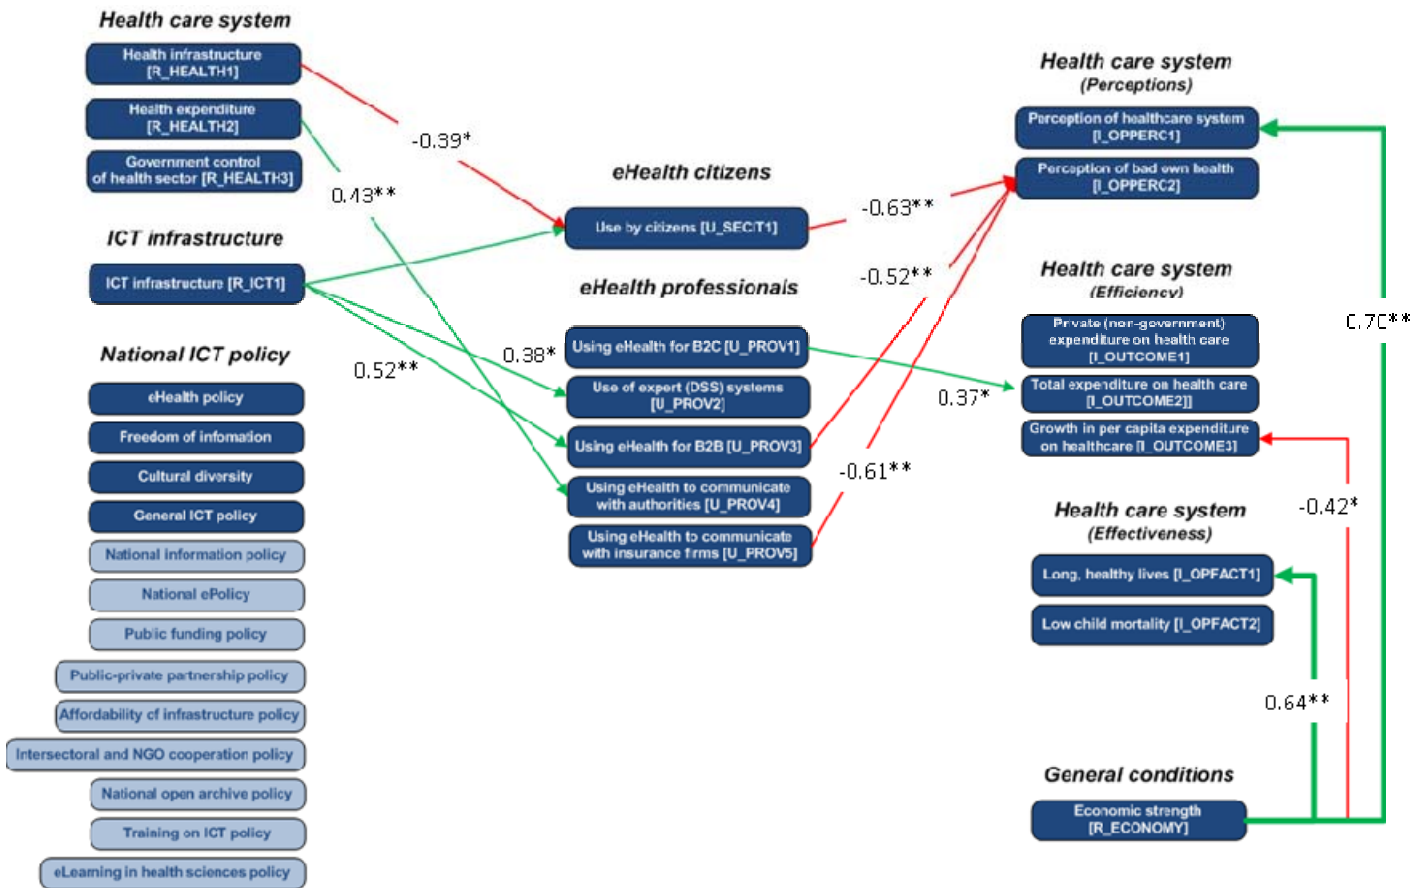 Health care system
Health infrastructure
[R_HEALTH1]
Health expenditure
[R_HEALTH2]
Government control
of health sector [R_HEALTH3]
ICT infrastructure
ICT infrastructure [R_ICT1]
National ICT policy
eHealth policy
Freedom of infomation
Cultural diversity
General ICT policy
National information policy
National ePolicy
Public funding policy
Public-private partnership policy
Affordability of infrastructure policy
Intersectoral and NGO cooperation policy
National open archive policy
Training on ICT policy
eLearning in health sciences policy
-0.39*
0.43**
0.52**
0.38*
eHealth citizens
Use by citizens [U_SECIT1]
eHealth professionals
Using eHealth for B2C [U_PROV1]
Use of expert (DSS) systems
[U_PROV2]
Using eHealth for B2B [U_PROV3]
Using eHealth to communicate
with authorities [U_PROV4]
Using eHealth to communicate
with insurance firms [U_PROV5]
-0.63**
-0.52**
0.37*
-0.61**
Health care system
(Perceptions)
Perception of healthcare system
[I_OPPERC1]
Perception of bad own health
[I_OPPERC2]
Health care system
(Efficiency)
Private (non-government)
expenditure on health care
[I_OUTCOME1]
Total expenditure on health care
[I_OUTCOME2]]
Growth in per capita expenditure
on healthcare [I_OUTCOME3]
Health care system
(Effectiveness)
Long, healthy lives [I_OPFACT1]
Low child mortality [I_OPFACT2]
General conditions
Economic strength
[R_ECONOMY]
0.70**
-0.42*
0.64**